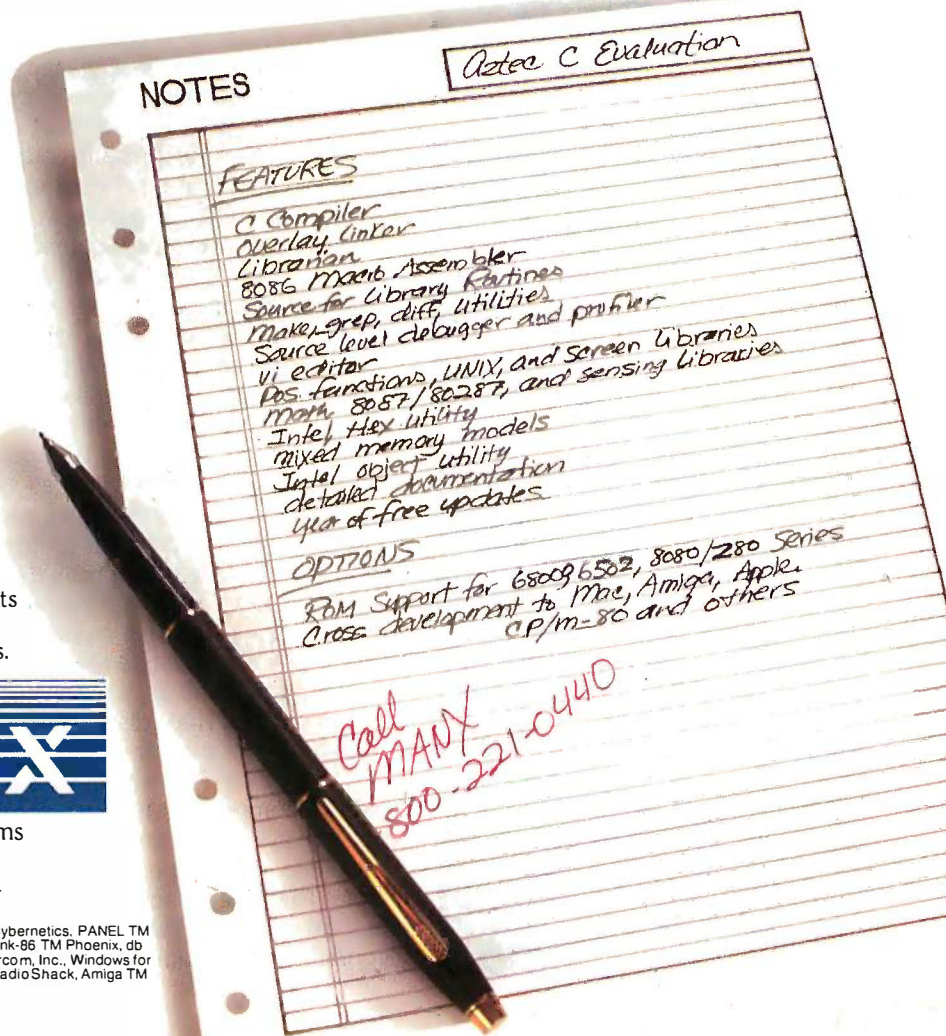 NOTES
Aztec C Evaluation
FEATURES
C Compiler
overlay linker
Librarian
8086 Macro Assembler
Source for Library Routines
make, grep, diff, utilities
Source level debugger and profiler
vi editor
DOS functions, UNIX, and screen libraries
math, 8087/80287, and sensing libraries
Intel Hex utility
mixed memory models
Intel object utility
detailed documentation
year of free updates
OPTIONS
ROM Support for 68009 6502, 8080/Z80 Series
Cross development to Mac, Amiga, Apple,
CP/M-80 and others
Call
MANX
800-221-0440
ts
s.
X
ms
ybernetics, PANEL TM
nk-86 TM Phoenix, db
rcom, Inc., Windows for
adioShack, Amiga TM